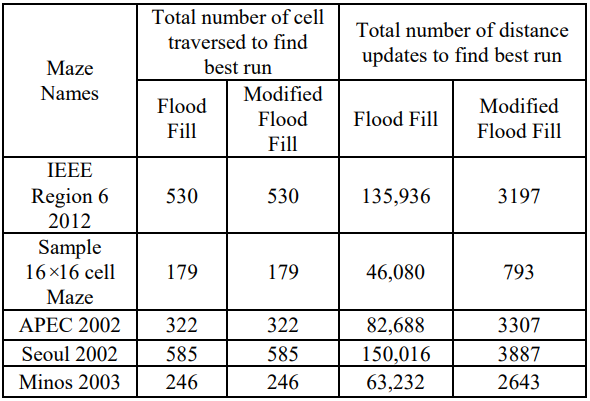 Maze
Names
Total number of cell
traversed to find
best run
Total number of distance
updates to find best run
Flood
Fill
Modified
Flood
Fill
Flood Fill
Modified
Flood Fill
IEEE
Region 6
2012
530
530
135,936
3197
Sample
16×16 cell
Maze
179
179
46,080
793
APEC 2002
322
322
82,688
3307
Seoul 2002
585
585
150,016
3887
Minos 2003
246
246
63,232
2643